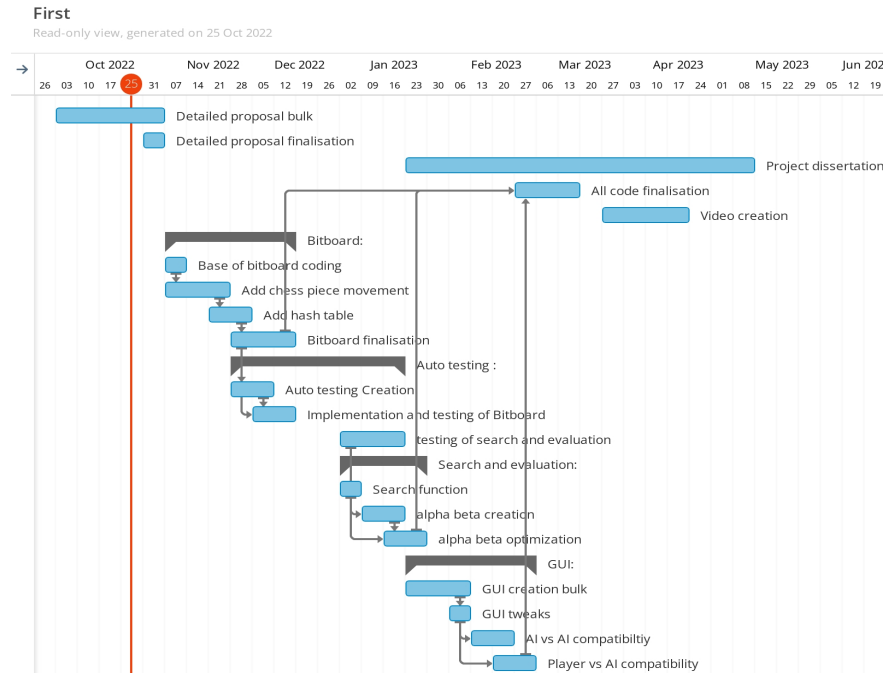 First
Read-only view, generated on 25 Oct 2022
Oct 2022 Nov 2022 Dec 2022 Jan 2023 Feb 2023 Mar 2023 Apr 2023 May 2023 Jun 202
26 03 10 17 25 31 07 14 21 28 05 12 19 26 02 09 16 23 30 06 13 20 27 06 13 20 27 03 10 17 24 01 08 15 22 29 05 12 19
Detailed proposal bulk
Detailed proposal finalisation
Project dissertation
All code finalisation
Video creation
Bitboard:
Base of bitboard coding
Add chess piece movement
Add hash table
Bitboard finalisation
Auto testing :
Auto testing Creation
Implementation and testing of Bitboard
testing of search and evaluation
Search and evaluation:
Search function
alpha beta creation
alpha beta optimization
GUI:
GUI creation bulk
GUI tweaks
AI vs AI compatibiltiy
Player vs AI compatibility